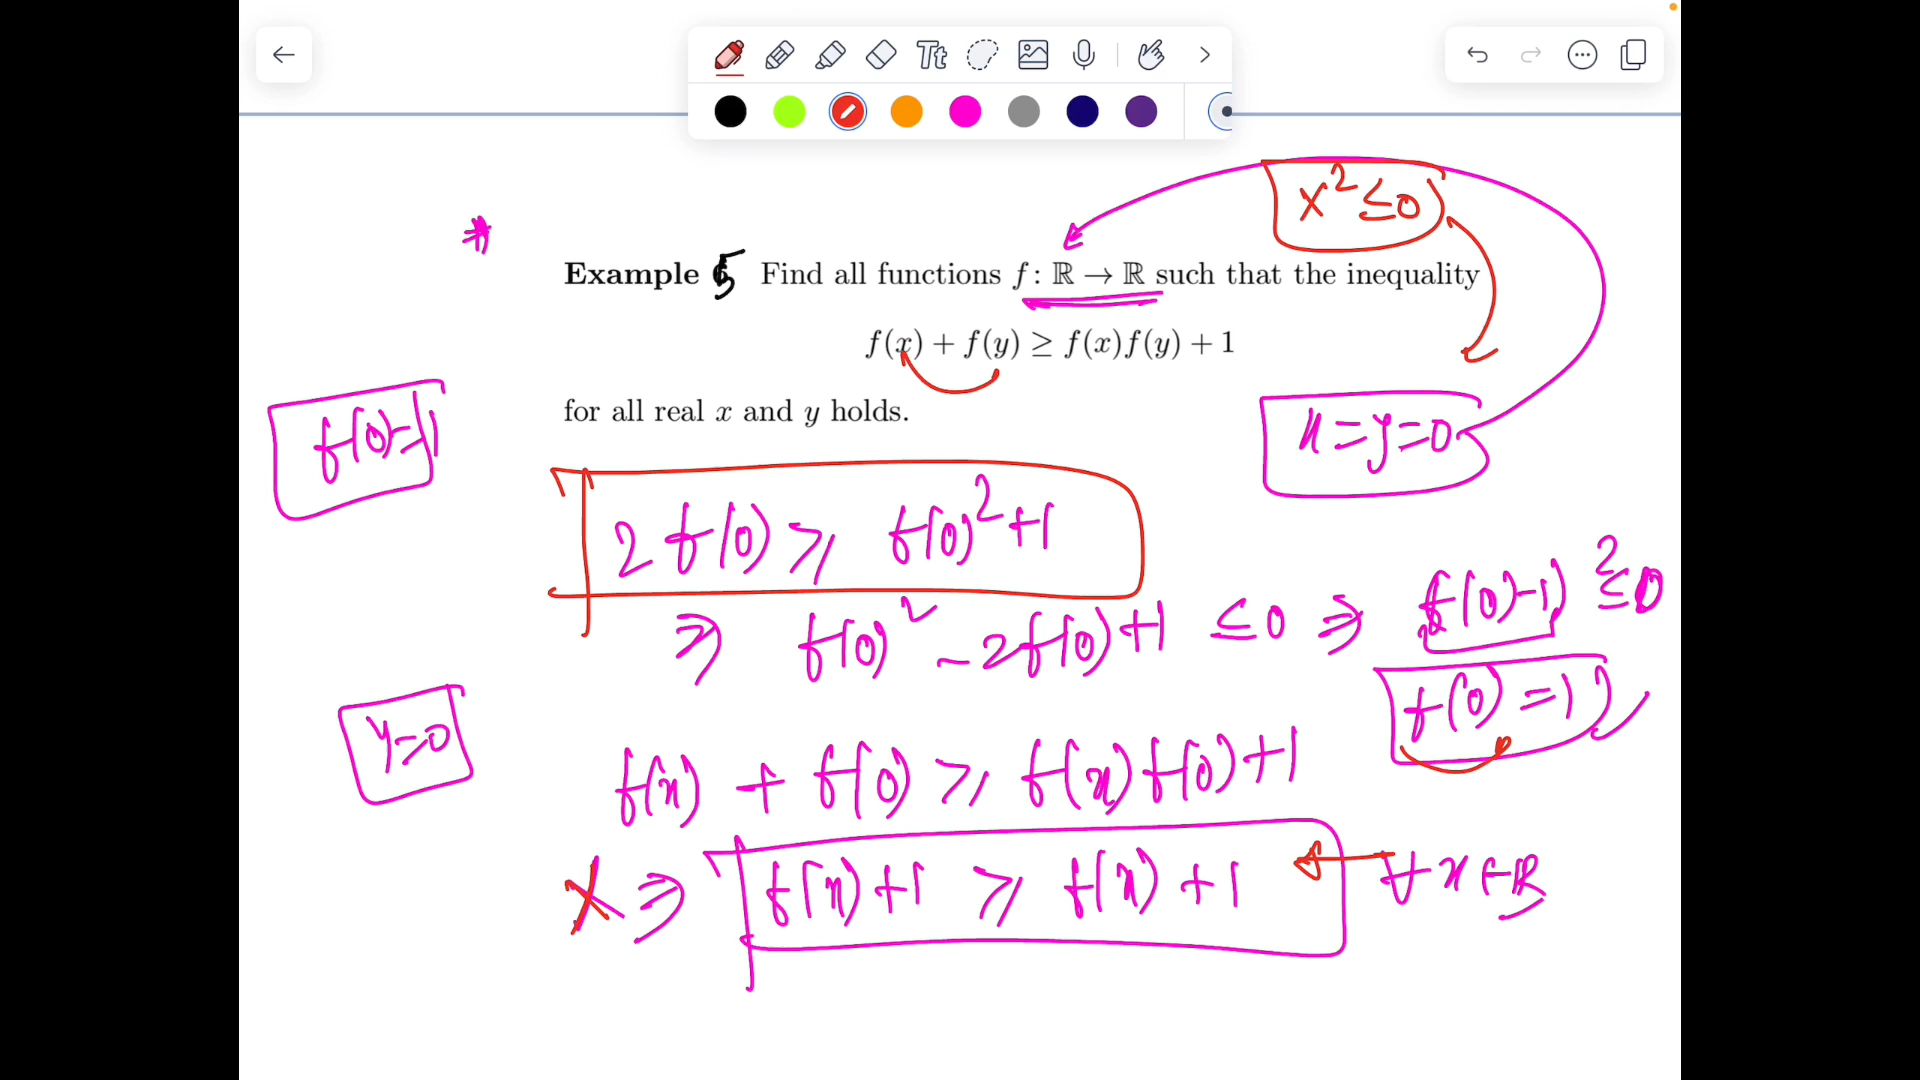 Tt
x² ≤ 0
Example 5 Find all functions f: ℝ → ℝ such that the inequality
f(x) + f(y) ≥ f(x)f(y) + 1
for all real x and y holds.
f(0)=1
x=y=0
2f(0) ≥ f(0)²+1
⇒ f(0)² - 2f(0)+1 ≤0 ⇒ (f(0)-1)² ≤0
f(0)=1
y=0
f(x) + f(0) ≥ f(x)f(0)+1
⇒ f(x)+1 ≥ f(x)+1 ∀ x ∈ ℝ